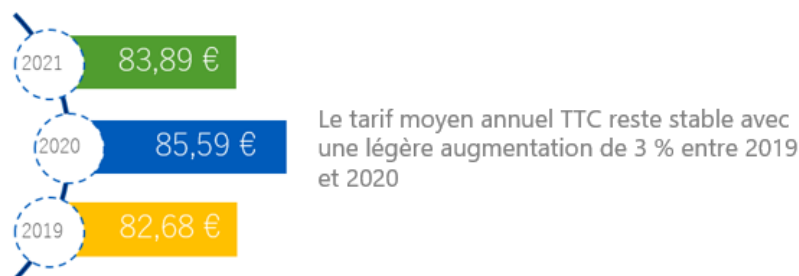 2021
83,89 €
2020
85,59 €
2019
82,68 €
Le tarif moyen annuel TTC reste stable avec
une légère augmentation de 3 % entre 2019
et 2020